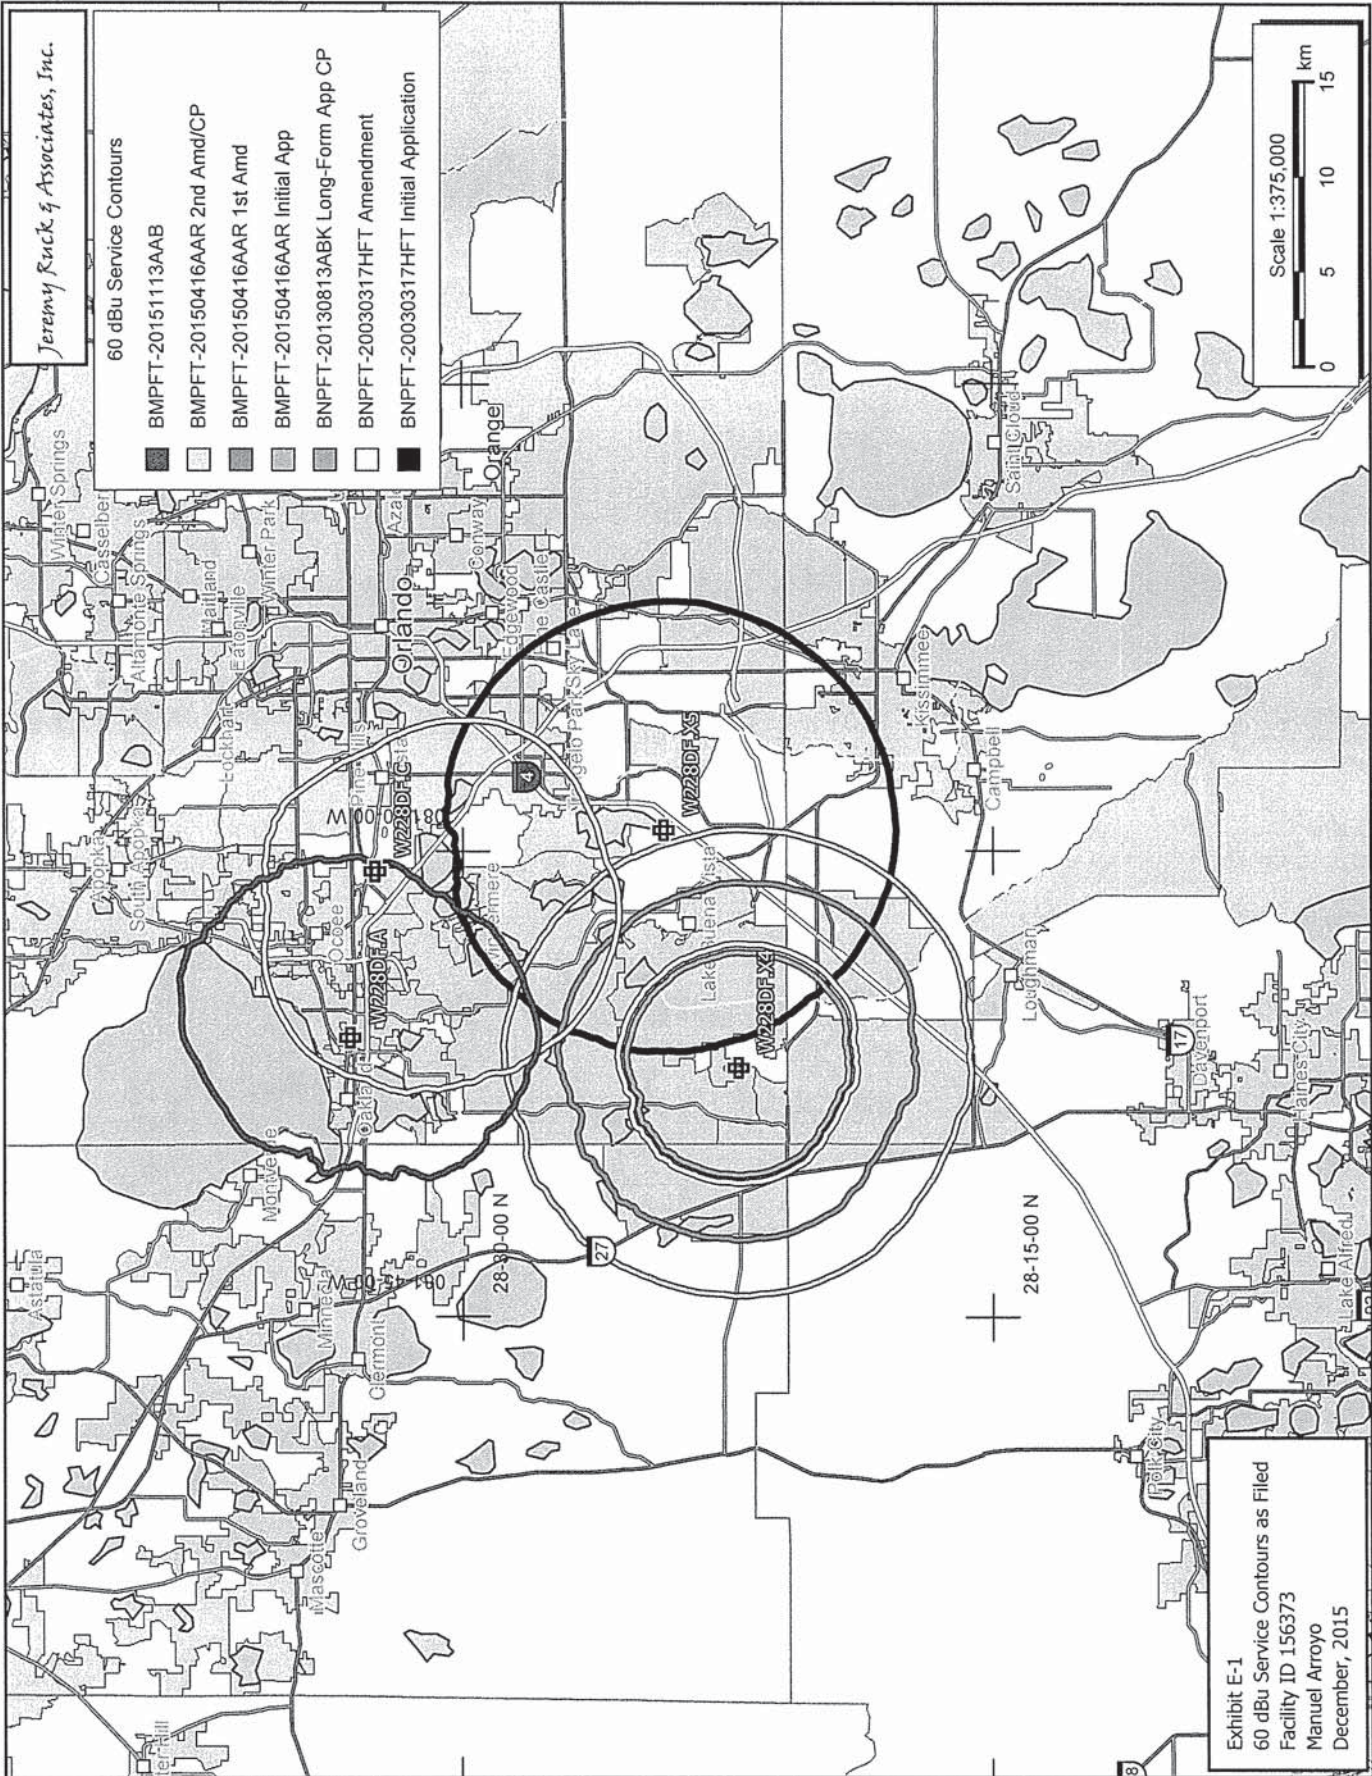 Jeremy Ruck & Associates, Inc.
60 dBu Service Contours
BMPFT-20151113AAB
BMPFT-20150416AAR 2nd Amd/CP
BMPFT-20150416AAR 1st Amd
BMPFT-20150416AAR Initial App
BNPFT-20130813ABK Long-Form App CP
BNPFT-20030317HFT Amendment
BNPFT-20030317HFT Initial Application
Winter Springs
Casselber
Altamonte Springs
Maitland
Eatonville
Winter Park
Lockhart
Apopka
South Apopka
Ocoee
Pine Hills
Orlando
Azal
Conway
Orange
Edgewood
Sky Lake
Windermere
Oakland
Montverde
Astatula
Minneola
Clermont
Groveland
Mascotte
W228DF.C
W228DF.A
W228DF.X5
W228DF.X4
4
27
17
Lake Buena Vista
Kissimmee
Campbell
Saint Cloud
Loughman
Davenport
Haines City
Lake Alfred
Polk City
081-45-00 W
28-30-00 N
28-15-00 N
Scale 1:375,000
0 5 10 15 km
Exhibit E-1
60 dBu Service Contours as Filed
Facility ID 156373
Manuel Arroyo
December, 2015